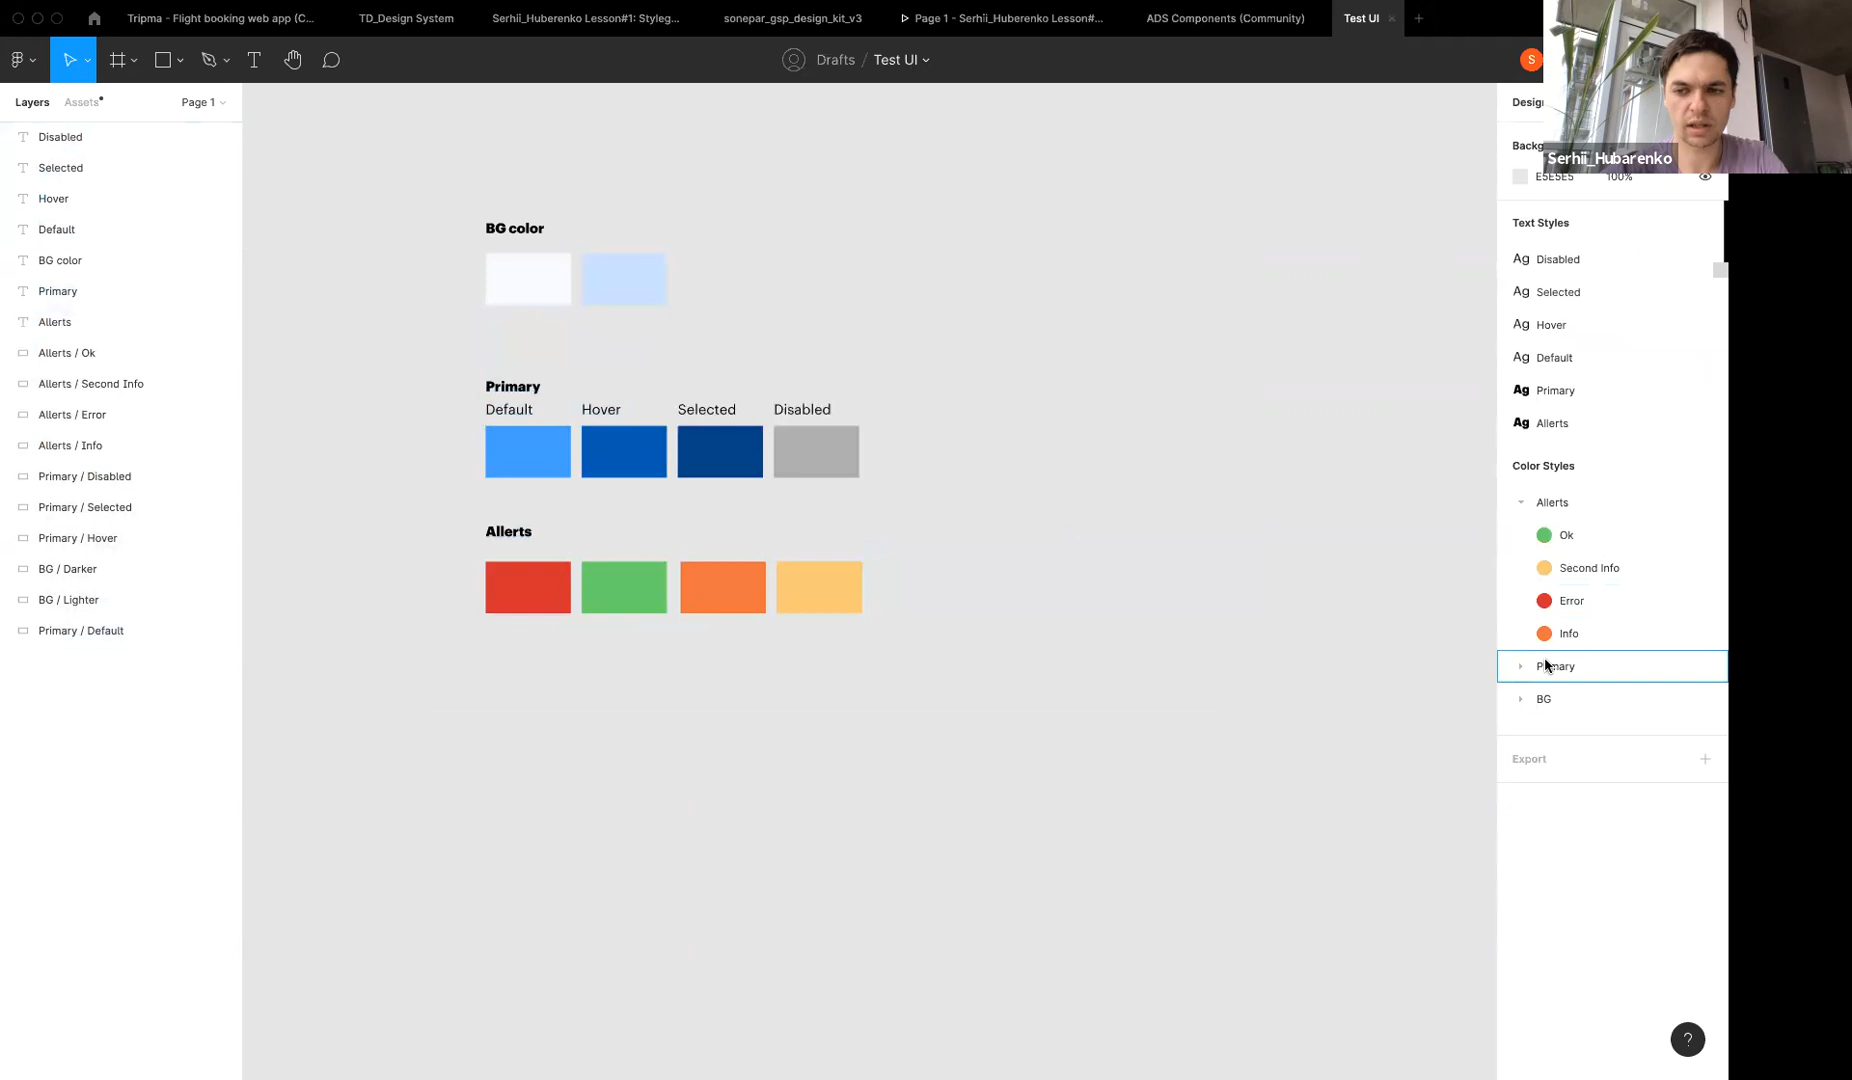 Tripma - Flight booking web app (C...
TD_Design System
Serhii_Huberenko Lesson#1: Styleg...
sonepar_gsp_design_kit_v3
Page 1 - Serhii_Huberenko Lesson#...
ADS Components (Community)
Test UI
Drafts / Test UI
S
Layers
Assets
Page 1
Disabled
Selected
Hover
Default
BG color
Primary
Allerts
Allerts / Ok
Allerts / Second Info
Allerts / Error
Allerts / Info
Primary / Disabled
Primary / Selected
Primary / Hover
BG / Darker
BG / Lighter
Primary / Default
BG color
Primary
Default
Hover
Selected
Disabled
Allerts
Serhii_Hubarenko
E5E5E5
100%
Text Styles
Ag Disabled
Ag Selected
Ag Hover
Ag Default
Ag Primary
Ag Allerts
Color Styles
Allerts
Ok
Second Info
Error
Info
Primary
BG
Export
?